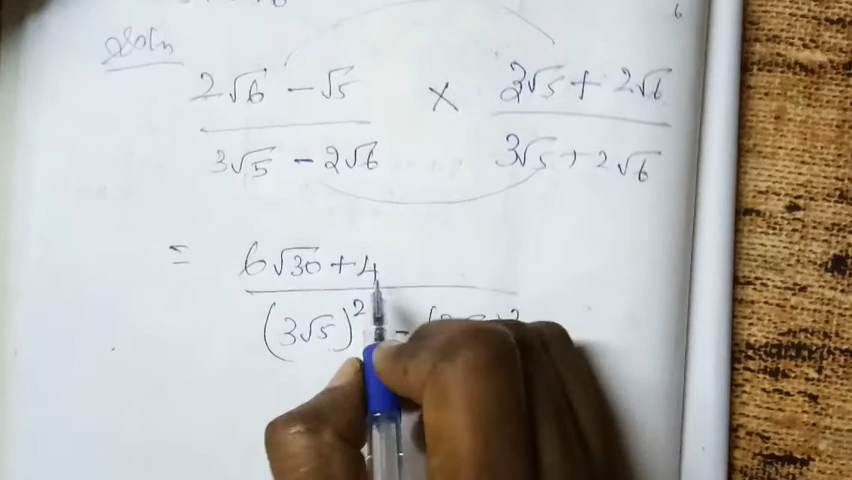 6
Soln
2√6 - √5 / 3√5 - 2√6 × 3√5 + 2√6 / 3√5 + 2√6
= 6√30 + 4 / (3√5)² -